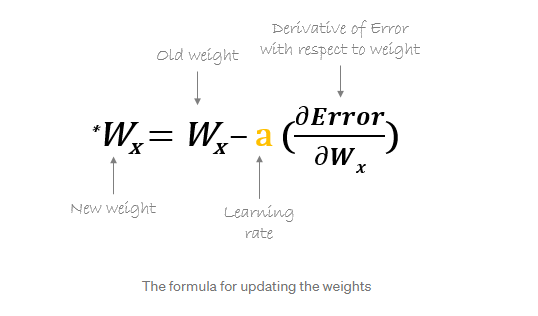 Derivative of Error
with respect to weight
Old weight
*Wₓ = Wₓ - a (∂Error / ∂Wₓ)
New weight
Learning
rate
The formula for updating the weights